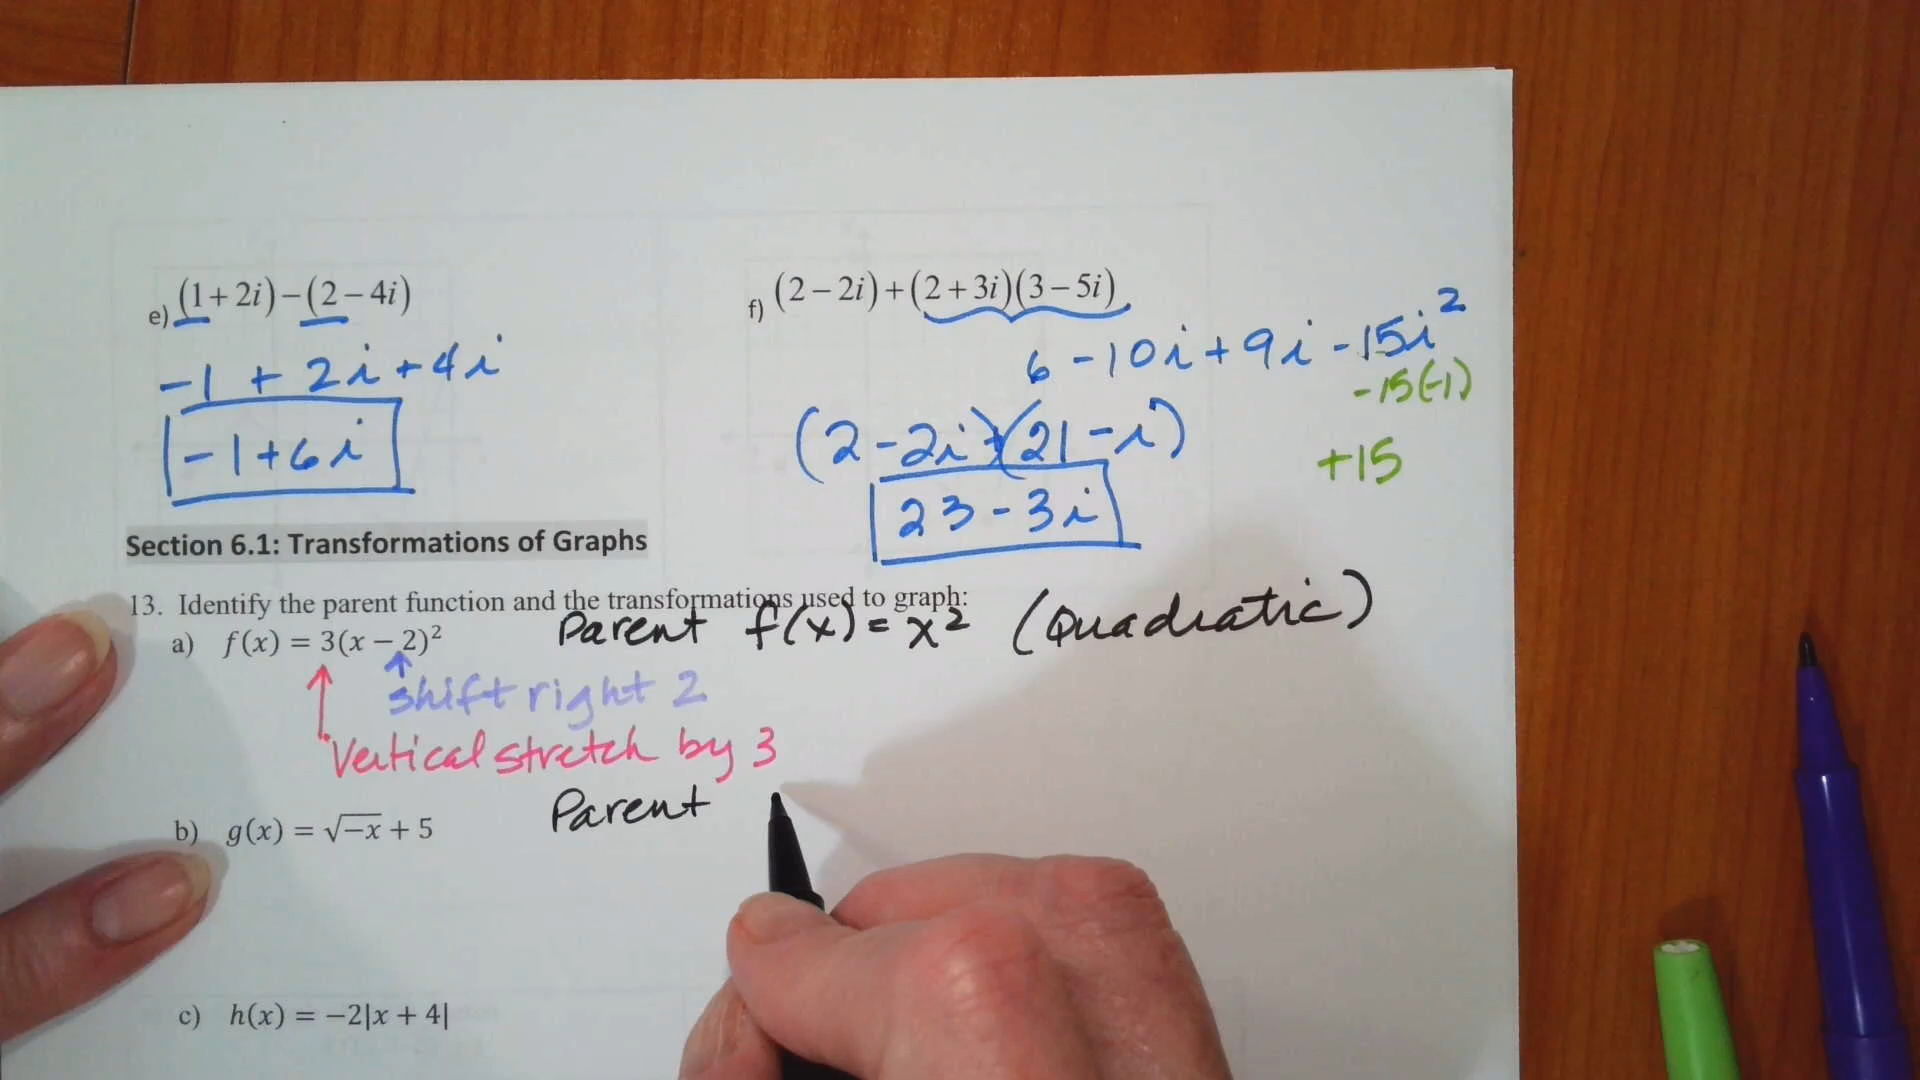 e) (1+2i)−(2−4i)
-1 + 2i + 4i
-1+6i
f) (2−2i)+(2+3i)(3−5i)
6 - 10i + 9i - 15i²
-15(-1)
+15
(2-2i)+(21-i)
23-3i
Section 6.1: Transformations of Graphs
13. Identify the parent function and the transformations used to graph:
a) f(x) = 3(x − 2)²
Parent f(x) = x² (Quadratic)
shift right 2
Vertical stretch by 3
Parent
b) g(x) = √−x + 5
c) h(x) = −2|x + 4|